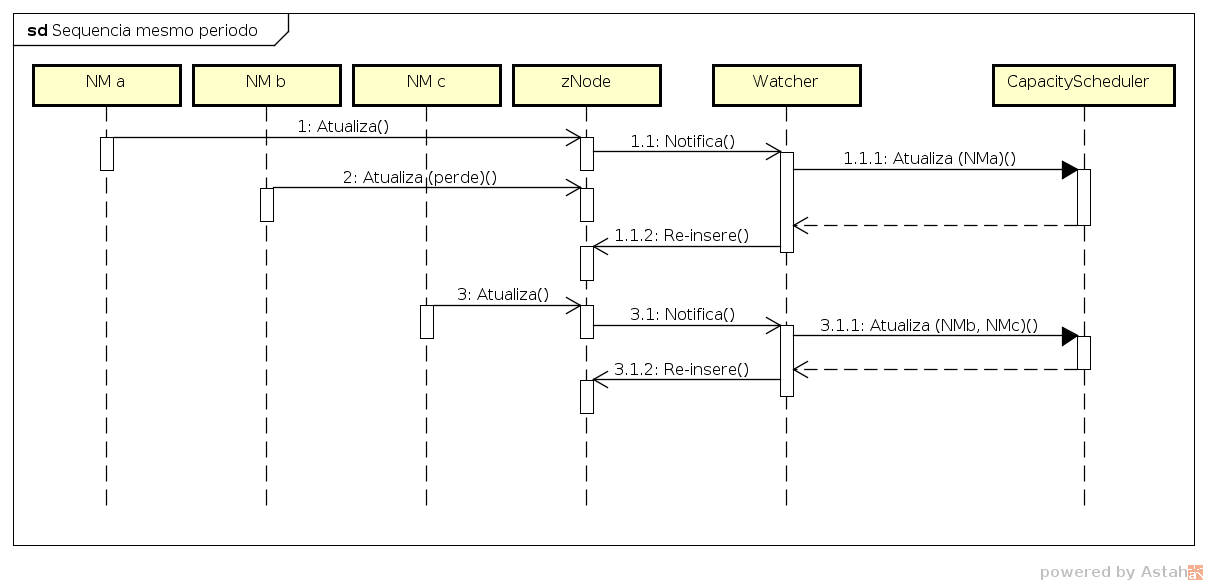 sd Sequencia mesmo periodo
NM a
NM b
NM c
zNode
Watcher
CapacityScheduler
1: Atualiza()
1.1: Notifica()
1.1.1: Atualiza (NMa)()
2: Atualiza (perde)()
1.1.2: Re-insere()
3: Atualiza()
3.1: Notifica()
3.1.1: Atualiza (NMb, NMc)()
3.1.2: Re-insere()
powered by Astah